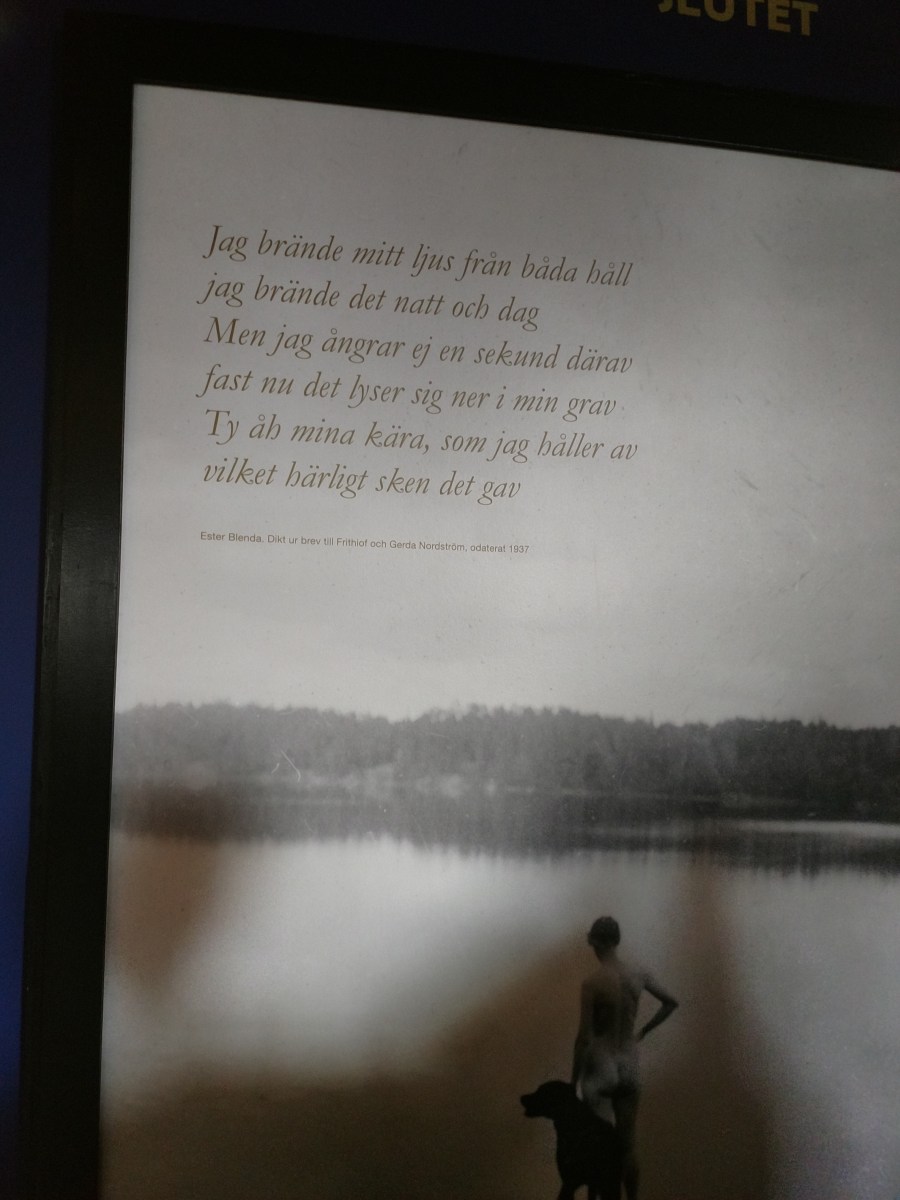 Jag brände mitt ljus från båda håll
jag brände det natt och dag
Men jag ångrar ej en sekund därav
fast nu det lyser sig ner i min grav
Ty åh mina kära, som jag håller av
vilket härligt sken det gav
Ester Blenda. Dikt ur brev till Frithiof och Gerda Nordström, odaterat 1937